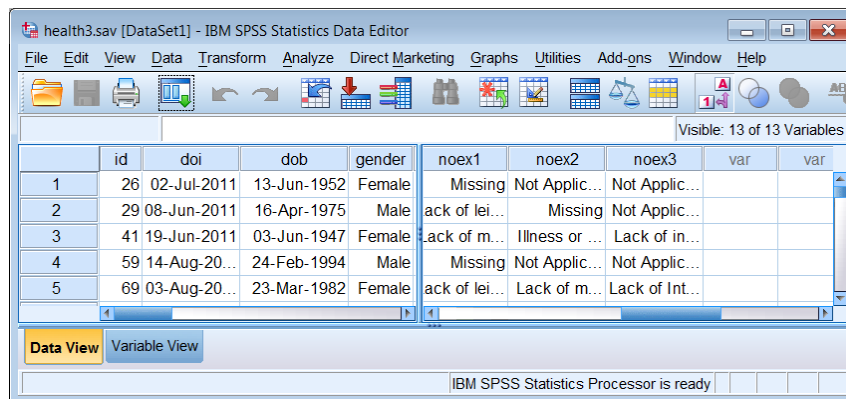 health3.sav [DataSet1] - IBM SPSS Statistics Data Editor
File Edit View Data Transform Analyze Direct Marketing Graphs Utilities Add-ons Window Help
Visible: 13 of 13 Variables
id doi dob gender noex1 noex2 noex3 var var
1 26 02-Jul-2011 13-Jun-1952 Female Missing Not Applic... Not Applic...
2 29 08-Jun-2011 16-Apr-1975 Male Lack of lei... Missing Not Applic...
3 41 19-Jun-2011 03-Jun-1947 Female Lack of m... Illness or ... Lack of in...
4 59 14-Aug-20... 24-Feb-1994 Male Missing Not Applic... Not Applic...
5 69 03-Aug-20... 23-Mar-1982 Female ack of lei... Lack of m... Lack of Int...
Data View Variable View
IBM SPSS Statistics Processor is ready